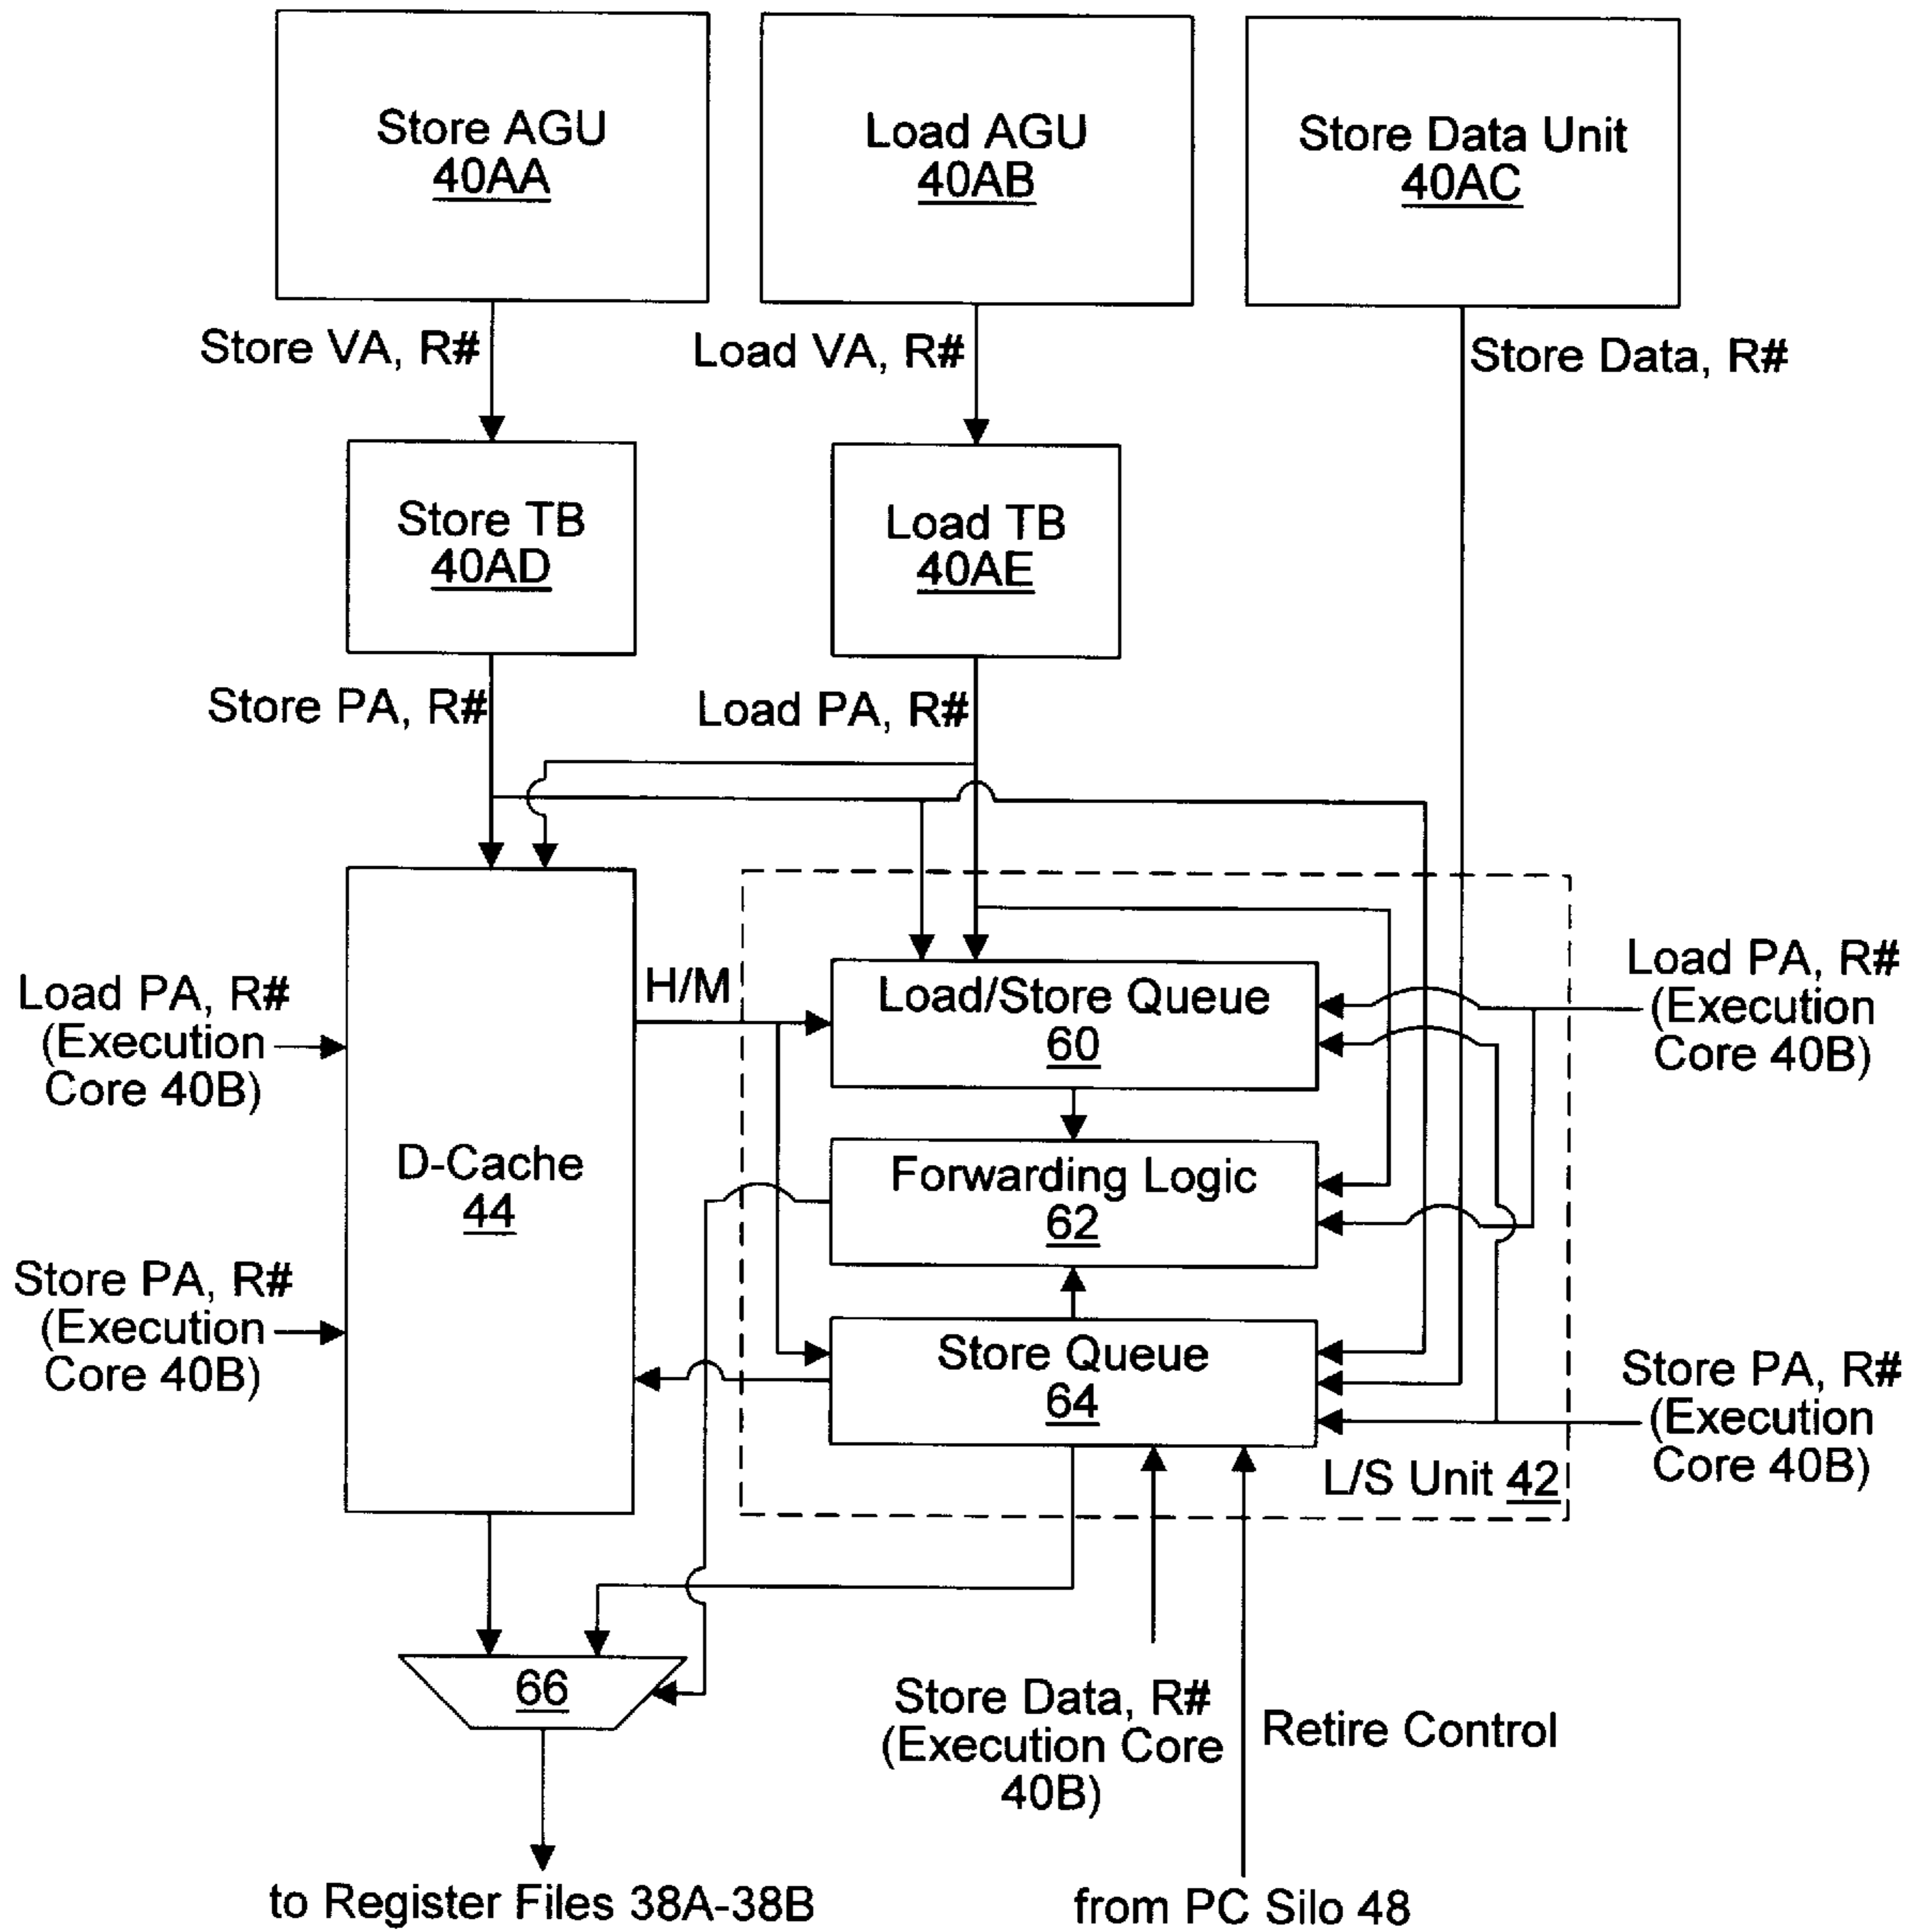 Store AGU
40AA
Load AGU
40AB
Store Data Unit
40AC
Store VA, R#
Load VA, R#
Store Data, R#
Store TB
40AD
Load TB
40AE
Store PA, R#
Load PA, R#
Load PA, R#
(Execution
Core 40B)
H/M
Load/Store Queue
60
Load PA, R#
(Execution
Core 40B)
D-Cache
44
Forwarding Logic
62
Store PA, R#
(Execution
Core 40B)
Store Queue
64
Store PA, R#
(Execution
Core 40B)
L/S Unit 42
66
Store Data, R#
(Execution Core
40B)
Retire Control
to Register Files 38A-38B
from PC Silo 48